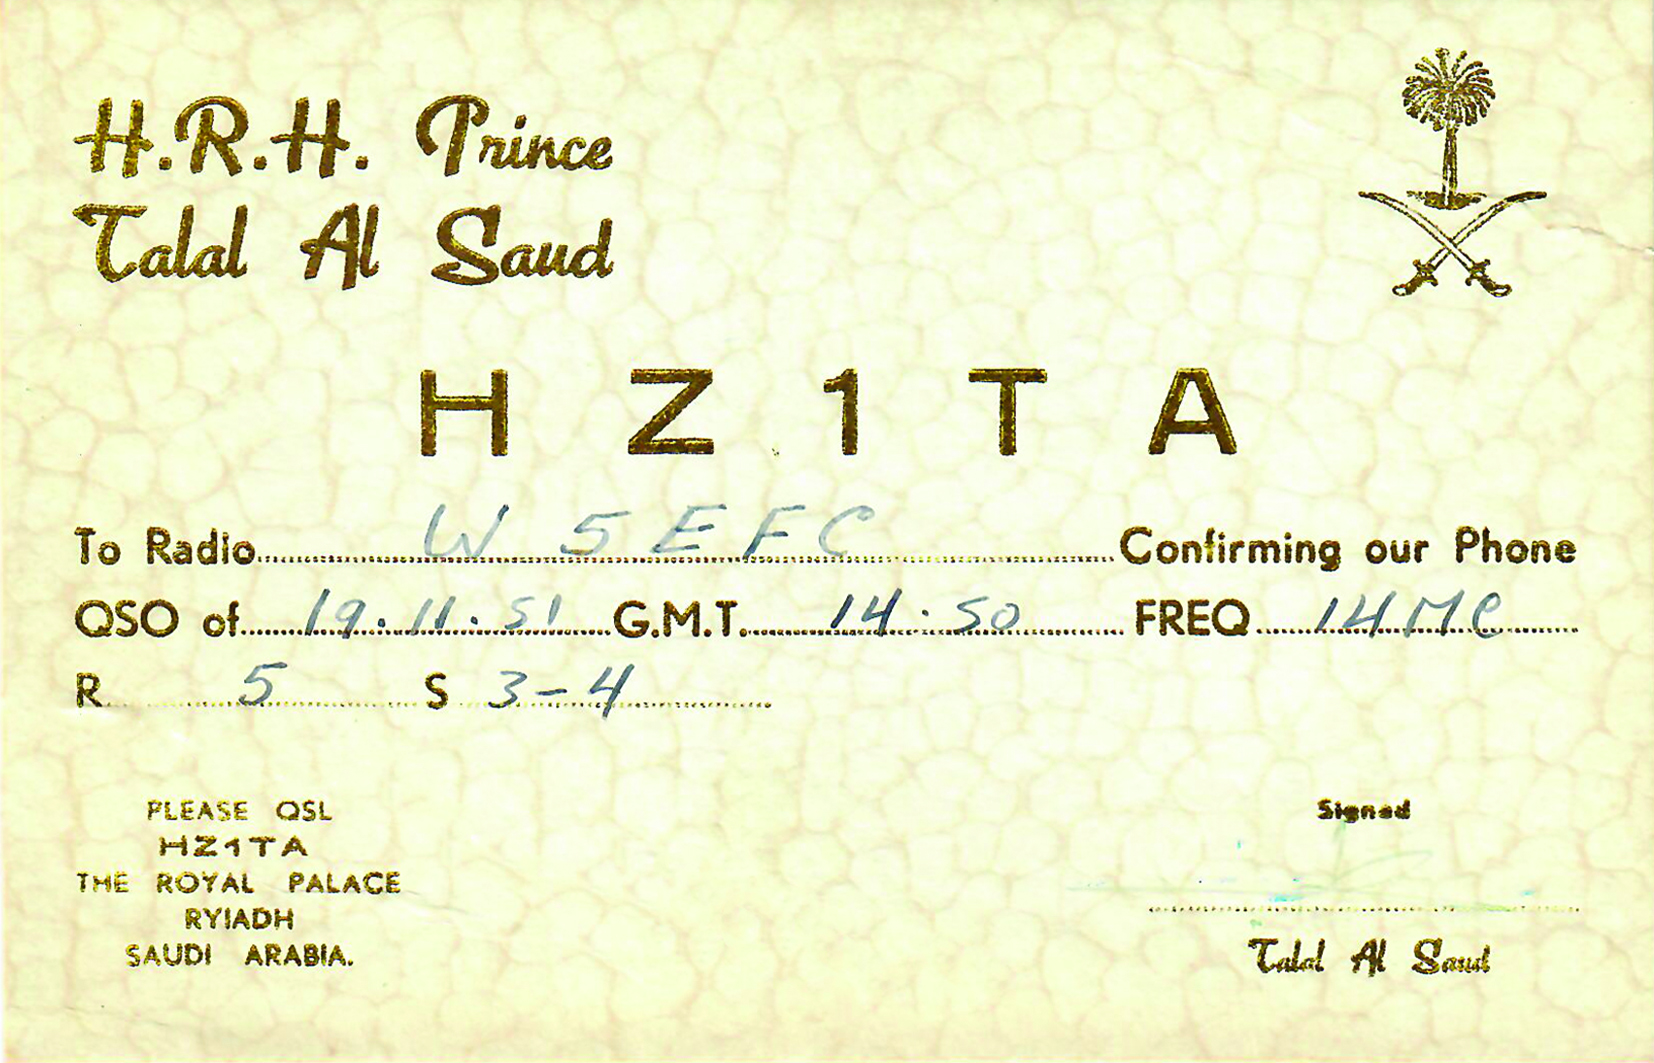 H.R.H. Prince
Talal Al Saud
HZ1TA
To Radio W5EFC Confirming our Phone
QSO of 19.11.51 G.M.T. 14.50 FREQ 14MC
R 5 S 3-4
PLEASE QSL
HZ1TA
THE ROYAL PALACE
RYIADH
SAUDI ARABIA.
Signed
Talal Al Saud